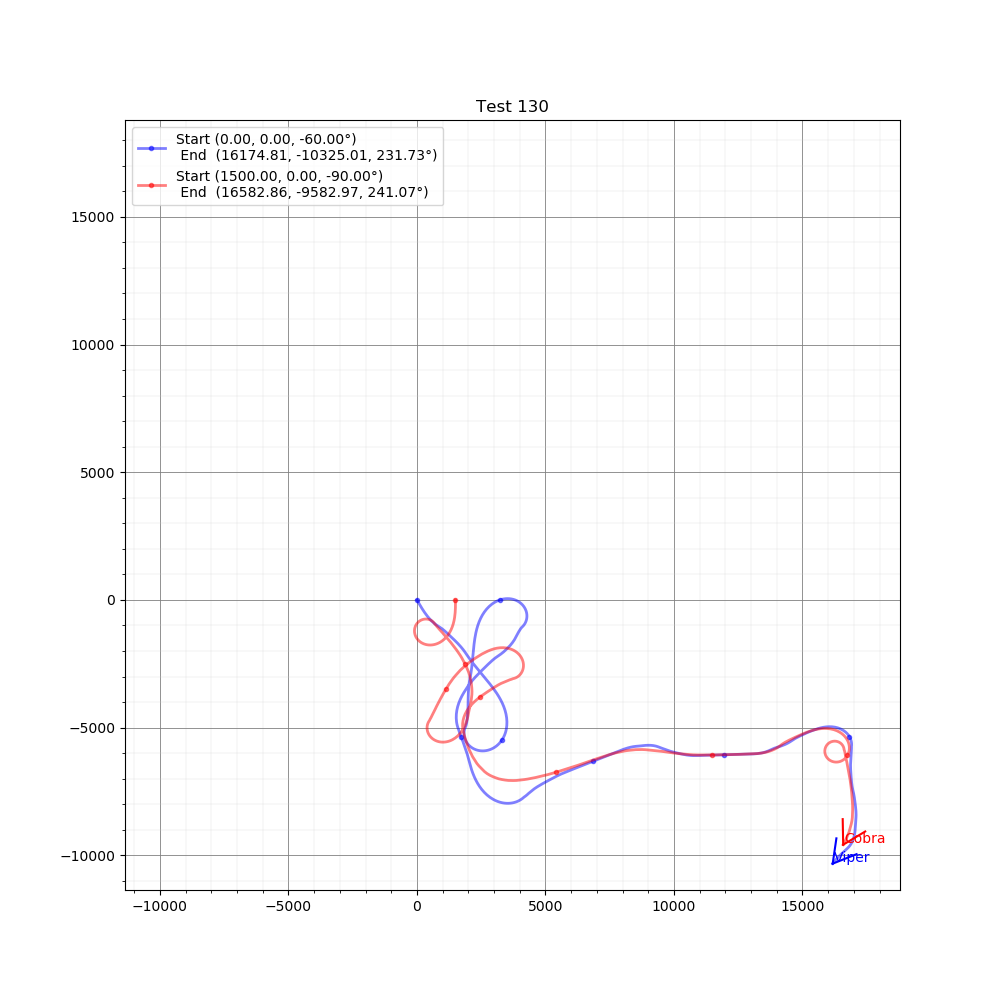 Test 130
Start (0.00, 0.00, -60.00°)
End (16174.81, -10325.01, 231.73°)
Start (1500.00, 0.00, -90.00°)
End (16582.86, -9582.97, 241.07°)
15000
10000
5000
0
−5000
−10000
Cobra
Viper
−10000
−5000
0
5000
10000
15000